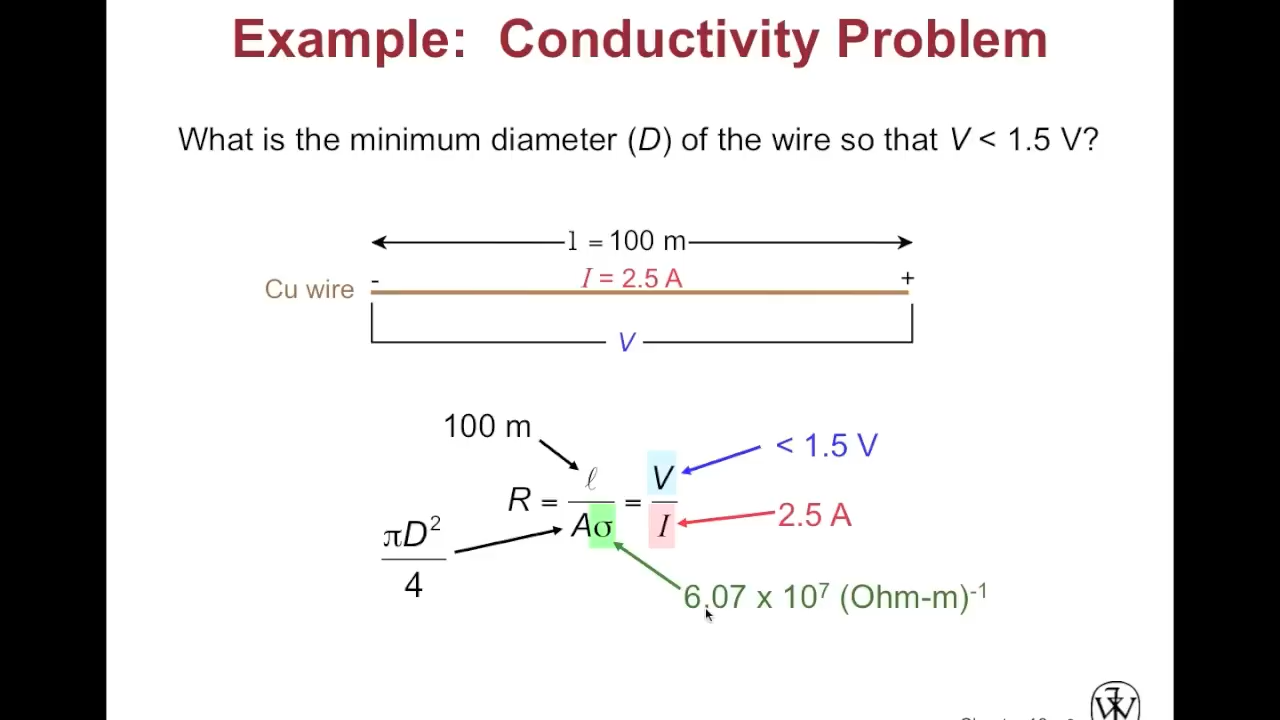 Example: Conductivity Problem
What is the minimum diameter (D) of the wire so that V < 1.5 V?
l = 100 m
I = 2.5 A
Cu wire - +
V
100 m
< 1.5 V
R = ℓ / Aσ = V / I
2.5 A
πD² / 4
6.07 x 10⁷ (Ohm-m)⁻¹